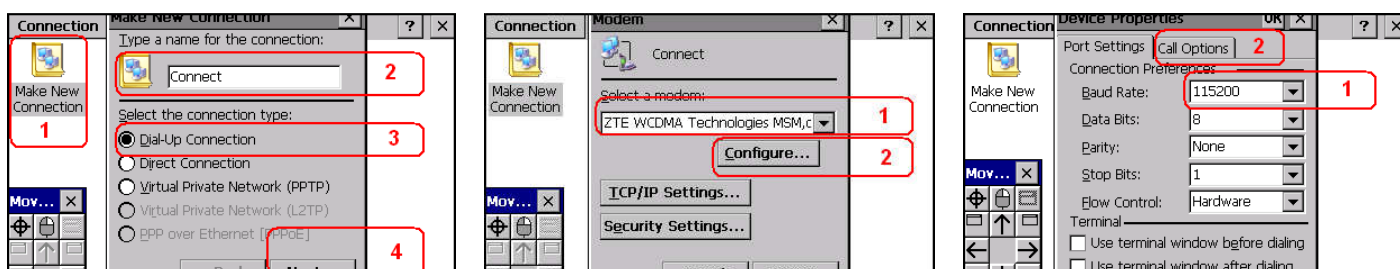 Connection
Make New Connection
X
? X
Type a name for the connection:
Connect
2
Make New
Connection
1
Select the connection type:
Dial-Up Connection
3
Direct Connection
Virtual Private Network (PPTP)
Virtual Private Network (L2TP)
PPP over Ethernet [PPPoE]
Mov... X
4
Connection
Modem
X
? X
Connect
Make New
Connection
Select a modom:
ZTE WCDMA Technologies MSM,c
1
Configure...
2
TCP/IP Settings...
Security Settings...
Mov... X
Connection
Device Properties
OK X
? X
Port Settings
Call Options
2
Connection Preferences
Make New
Connection
Baud Rate:
115200
1
Data Bits:
8
Parity:
None
Stop Bits:
1
Flow Control:
Hardware
Terminal
Use terminal window before dialing
Use terminal window after dialing
Mov... X